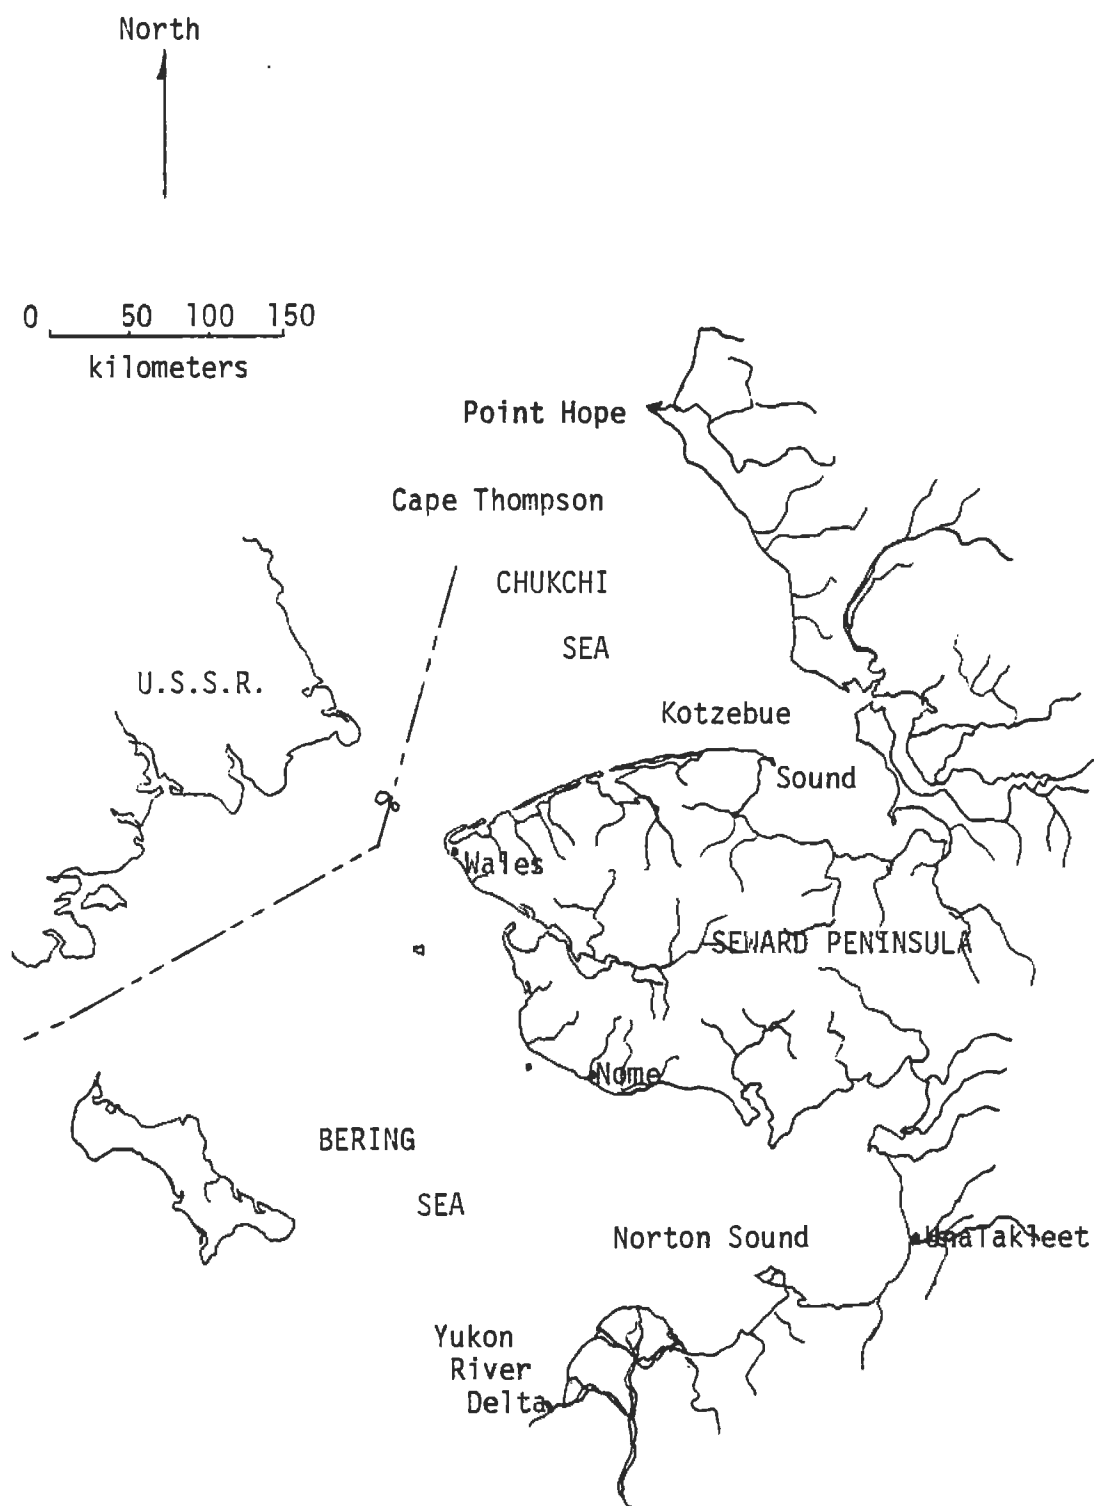 North
0 50 100 150
kilometers
Point Hope
Cape Thompson
CHUKCHI
SEA
U.S.S.R.
Kotzebue
Sound
Wales
SEWARD PENINSULA
Nome
BERING
SEA
Norton Sound
Unalakleet
Yukon
River
Delta